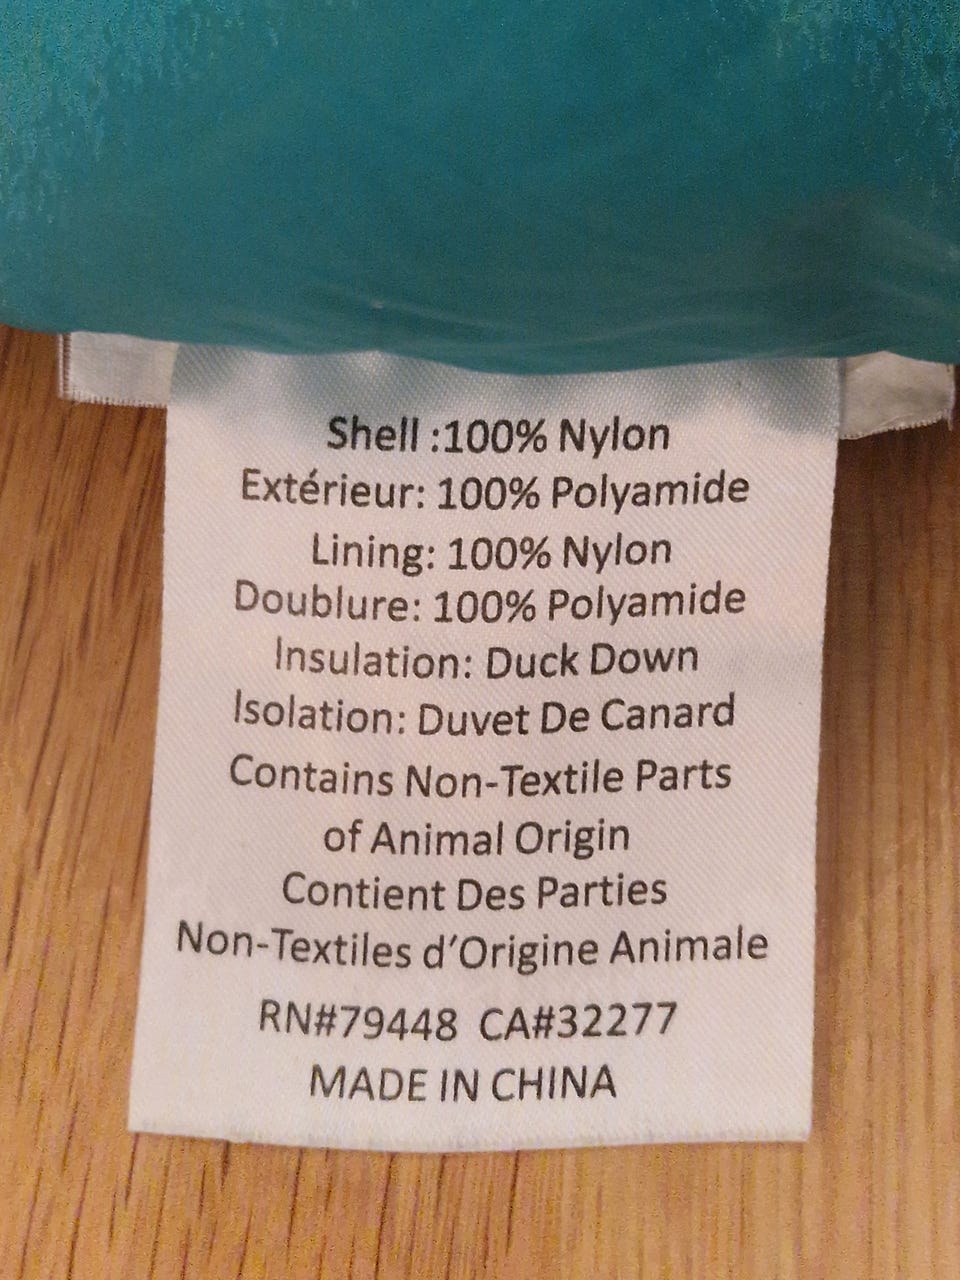 Shell :100% Nylon
Extérieur: 100% Polyamide
Lining: 100% Nylon
Doublure: 100% Polyamide
Insulation: Duck Down
Isolation: Duvet De Canard
Contains Non-Textile Parts
of Animal Origin
Contient Des Parties
Non-Textiles d'Origine Animale
RN#79448 CA#32277
MADE IN CHINA